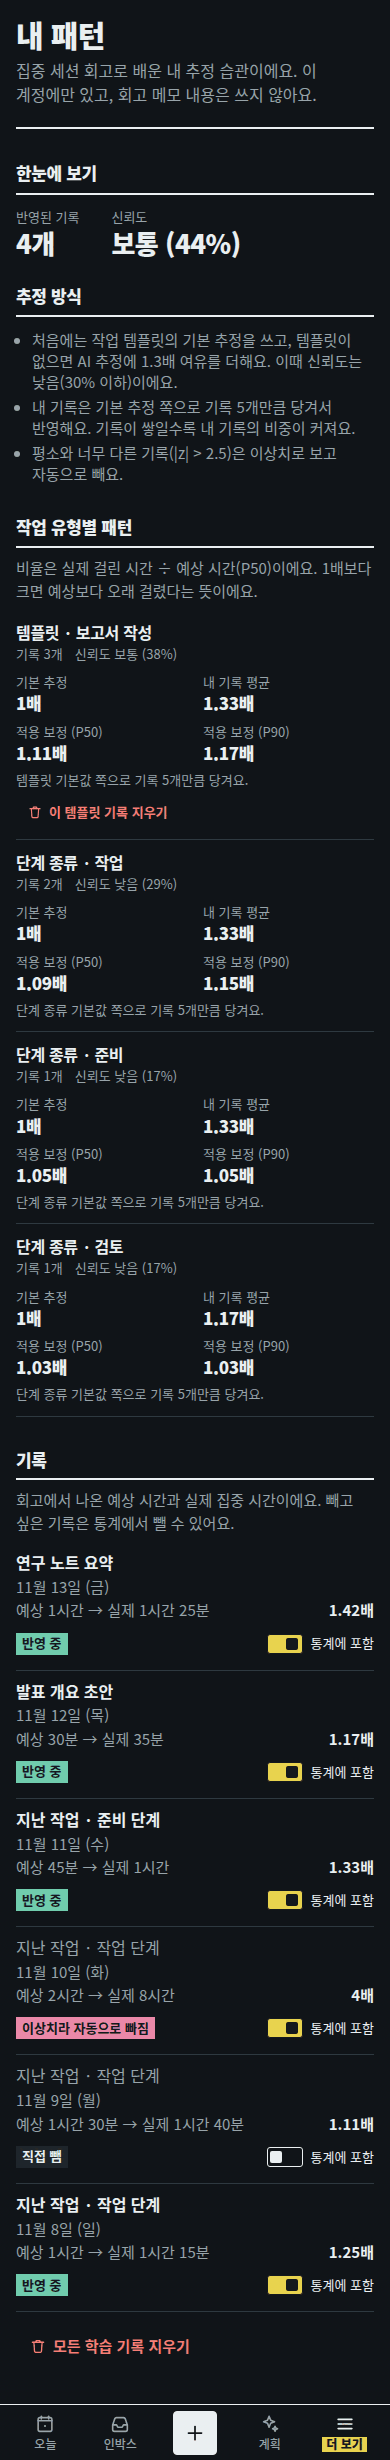 내 패턴
집중 세션 회고로 배운 내 추정 습관이에요. 이
계정에만 있고, 회고 메모 내용은 쓰지 않아요.
한눈에 보기
반영된 기록 신뢰도
4개 보통 (44%)
추정 방식
처음에는 작업 템플릿의 기본 추정을 쓰고, 템플릿이
없으면 AI 추정에 1.3배 여유를 더해요. 이때 신뢰도는
낮음(30% 이하)이에요.
내 기록은 기본 추정 쪽으로 기록 5개만큼 당겨서
반영해요. 기록이 쌓일수록 내 기록의 비중이 커져요.
평소와 너무 다른 기록(|z| > 2.5)은 이상치로 보고
자동으로 빼요.
작업 유형별 패턴
비율은 실제 걸린 시간 ÷ 예상 시간(P50)이에요. 1배보다
크면 예상보다 오래 걸렸다는 뜻이에요.
템플릿 · 보고서 작성
기록 3개 신뢰도 보통 (38%)
기본 추정 내 기록 평균
1배 1.33배
적용 보정 (P50) 적용 보정 (P90)
1.11배 1.17배
템플릿 기본값 쪽으로 기록 5개만큼 당겨요.
이 템플릿 기록 지우기
단계 종류 · 작업
기록 2개 신뢰도 낮음 (29%)
기본 추정 내 기록 평균
1배 1.33배
적용 보정 (P50) 적용 보정 (P90)
1.09배 1.15배
단계 종류 기본값 쪽으로 기록 5개만큼 당겨요.
단계 종류 · 준비
기록 1개 신뢰도 낮음 (17%)
기본 추정 내 기록 평균
1배 1.33배
적용 보정 (P50) 적용 보정 (P90)
1.05배 1.05배
단계 종류 기본값 쪽으로 기록 5개만큼 당겨요.
단계 종류 · 검토
기록 1개 신뢰도 낮음 (17%)
기본 추정 내 기록 평균
1배 1.17배
적용 보정 (P50) 적용 보정 (P90)
1.03배 1.03배
단계 종류 기본값 쪽으로 기록 5개만큼 당겨요.
기록
회고에서 나온 예상 시간과 실제 집중 시간이에요. 빼고
싶은 기록은 통계에서 뺄 수 있어요.
연구 노트 요약
11월 13일 (금)
예상 1시간 → 실제 1시간 25분 1.42배
반영 중 통계에 포함
발표 개요 초안
11월 12일 (목)
예상 30분 → 실제 35분 1.17배
반영 중 통계에 포함
지난 작업 · 준비 단계
11월 11일 (수)
예상 45분 → 실제 1시간 1.33배
반영 중 통계에 포함
지난 작업 · 작업 단계
11월 10일 (화)
예상 2시간 → 실제 8시간 4배
이상치라 자동으로 빠짐 통계에 포함
지난 작업 · 작업 단계
11월 9일 (월)
예상 1시간 30분 → 실제 1시간 40분 1.11배
직접 뺌 통계에 포함
지난 작업 · 작업 단계
11월 8일 (일)
예상 1시간 → 실제 1시간 15분 1.25배
반영 중 통계에 포함
모든 학습 기록 지우기
오늘 인박스 계획 더 보기